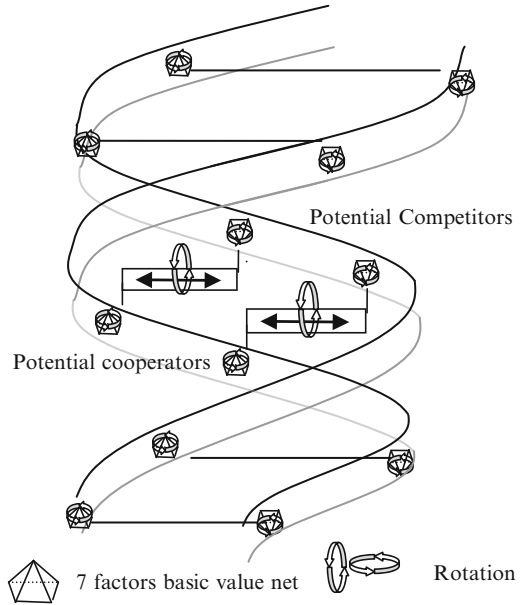 Potential Competitors
Potential cooperators
7 factors basic value net
Rotation